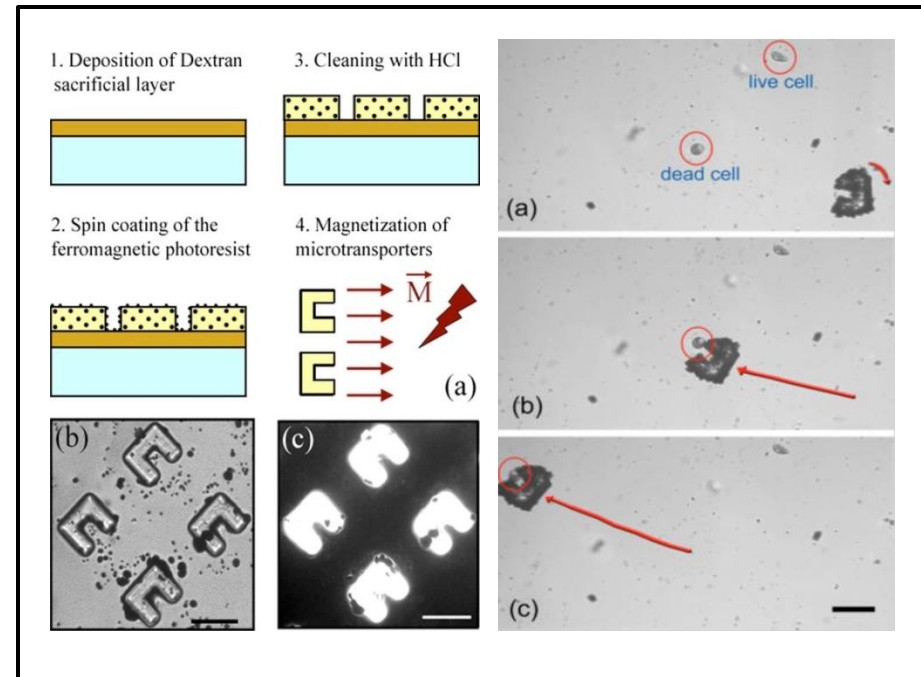 1. Deposition of Dextran
sacrificial layer
3. Cleaning with HCl
2. Spin coating of the
ferromagnetic photoresist
4. Magnetization of
microtransporters
M
(a)
(b)
(c)
live cell
dead cell
(a)
(b)
(c)